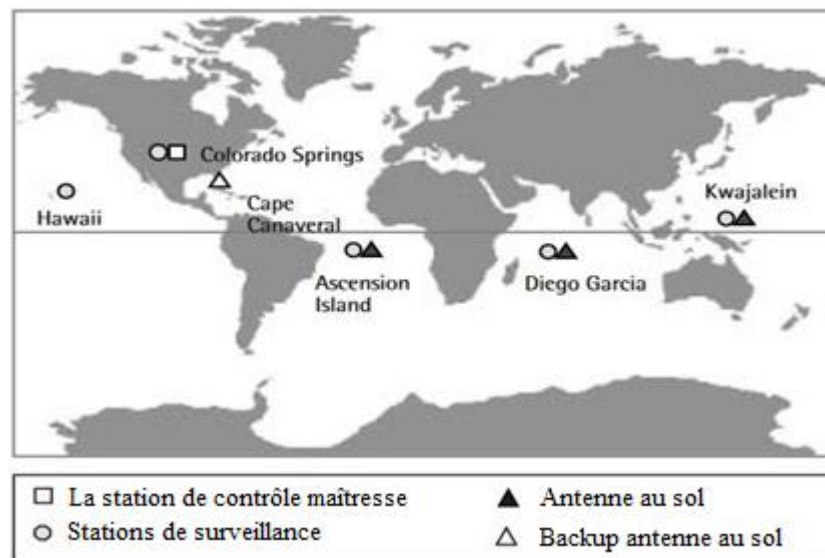 Colorado Springs
Hawaii
Cape
Canaveral
Kwajalein
Ascension
Island
Diego Garcia
La station de contrôle maîtresse
Antenne au sol
Stations de surveillance
Backup antenne au sol